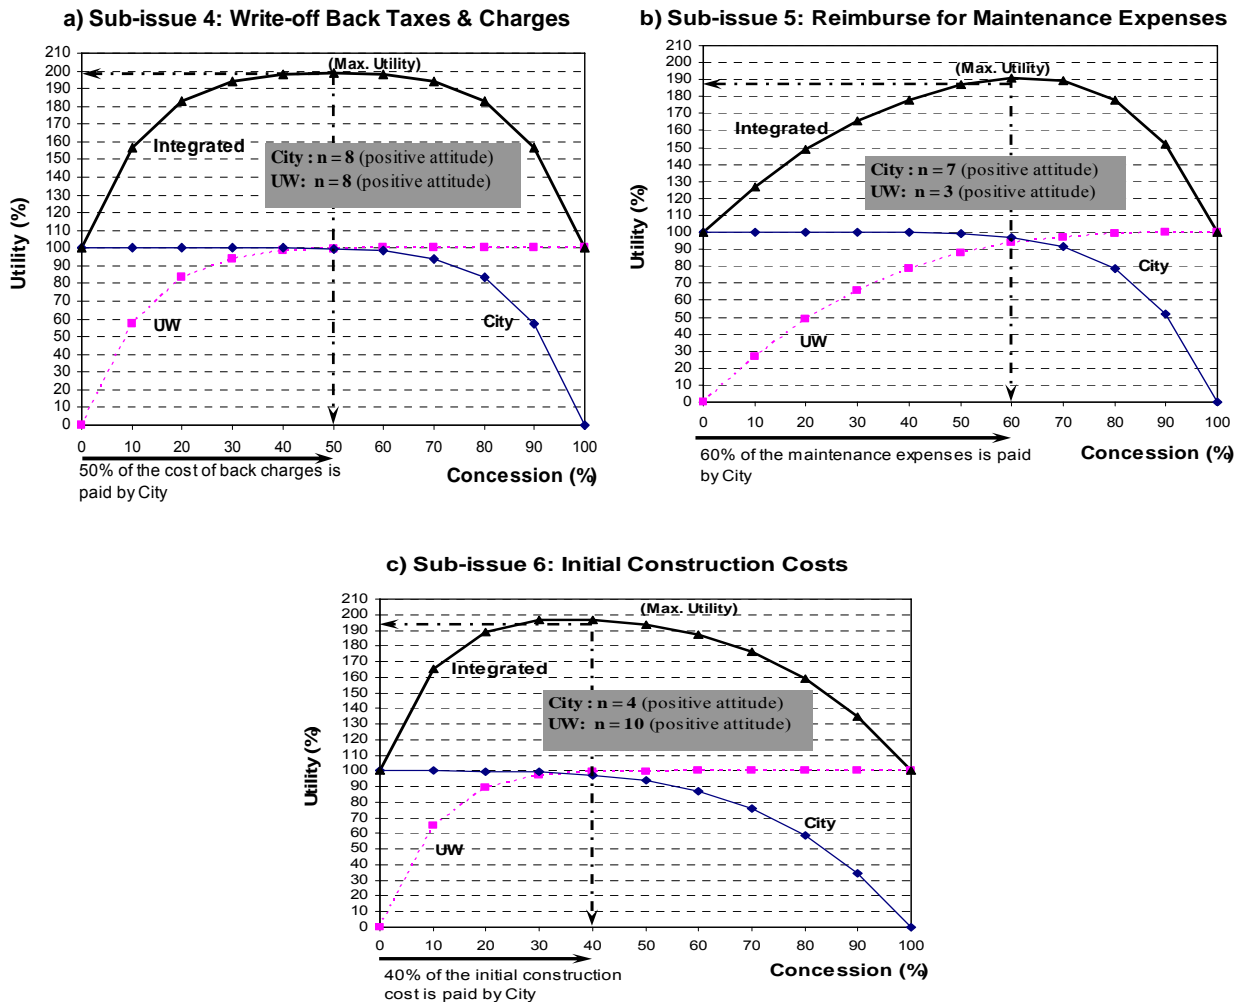 a) Sub-issue 4: Write-off Back Taxes & Charges
210
200
190
180
170
160
150
140
130
120
110
100
90
80
70
60
50
40
30
20
10
0
Utility (%)
(Max. Utility)
Integrated
City : n = 8 (positive attitude)
UW: n = 8 (positive attitude)
UW
City
0 10 20 30 40 50 60 70 80 90 100
50% of the cost of back charges is
paid by City
Concession (%)
b) Sub-issue 5: Reimburse for Maintenance Expenses
210
200
190
180
170
160
150
140
130
120
110
100
90
80
70
60
50
40
30
20
10
0
Utility (%)
(Max. Utility)
Integrated
City : n = 7 (positive attitude)
UW: n = 3 (positive attitude)
City
UW
0 10 20 30 40 50 60 70 80 90 100
60% of the maintenance expenses is paid
by City
Concession (%)
c) Sub-issue 6: Initial Construction Costs
210
200
190
180
170
160
150
140
130
120
110
100
90
80
70
60
50
40
30
20
10
0
Utility (%)
(Max. Utility)
Integrated
City : n = 4 (positive attitude)
UW: n = 10 (positive attitude)
City
UW
0 10 20 30 40 50 60 70 80 90 100
40% of the initial construction
cost is paid by City
Concession (%)